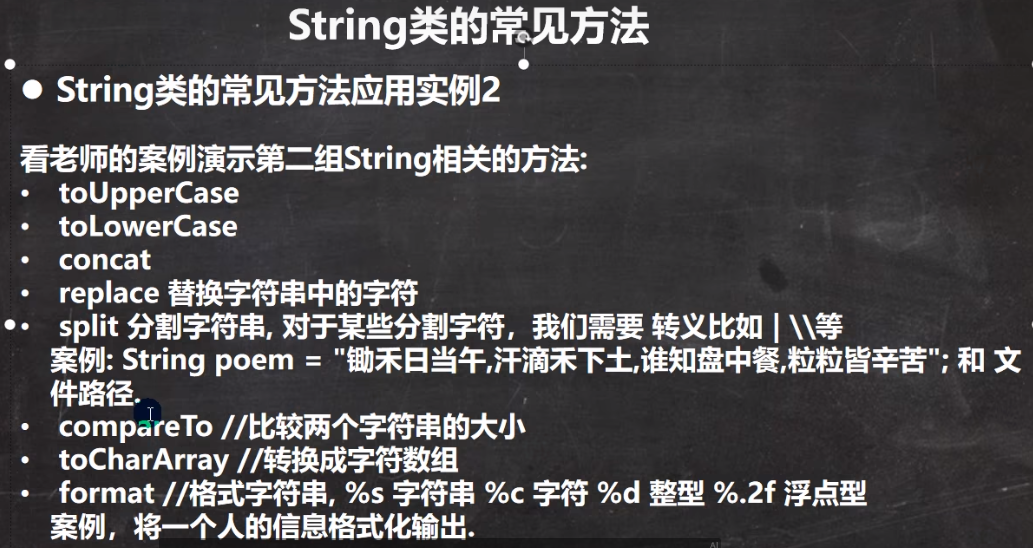 String类的常见方法
● String类的常见方法应用实例2
看老师的案例演示第二组String相关的方法:
• toUpperCase
• toLowerCase
• concat
• replace 替换字符串中的字符
• split 分割字符串, 对于某些分割字符，我们需要 转义比如 | \\等
案例: String poem = "锄禾日当午,汗滴禾下土,谁知盘中餐,粒粒皆辛苦"; 和 文
件路径.
• compareTo //比较两个字符串的大小
• toCharArray //转换成字符数组
• format //格式字符串, %s 字符串 %c 字符 %d 整型 %.2f 浮点型
案例，将一个人的信息格式化输出.